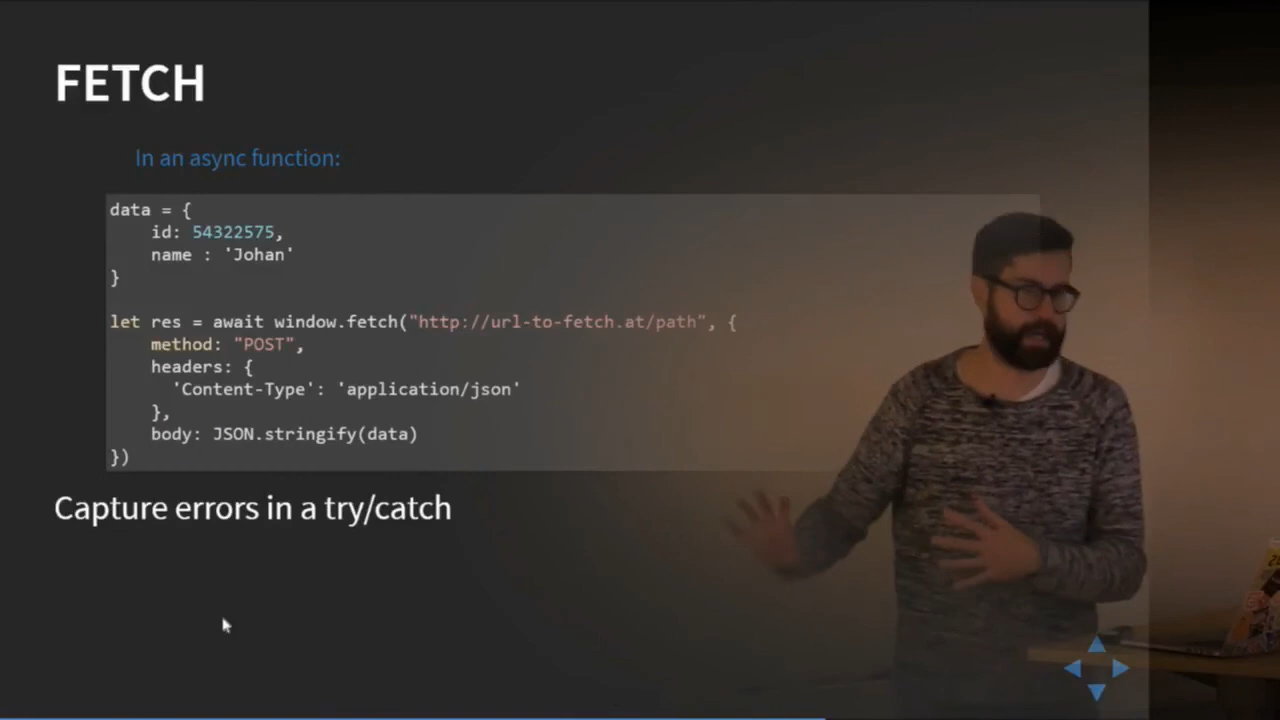 FETCH
In an async function:
data = {
    id: 54322575,
    name : 'Johan'
}
let res = await window.fetch("http://url-to-fetch.at/path", {
    method: "POST",
    headers: {
      'Content-Type': 'application/json'
    },
    body: JSON.stringify(data)
})
Capture errors in a try/catch